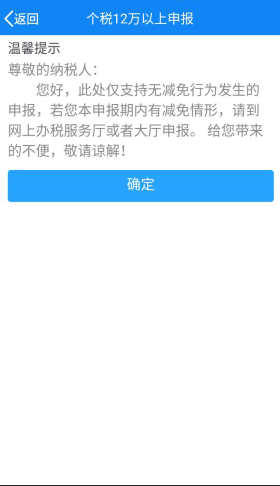 返回 个税12万以上申报
温馨提示
尊敬的纳税人：
您好，此处仅支持无减免行为发生的
申报，若您本申报期内有减免情形，请到
网上办税服务厅或者大厅申报。 给您带来
的不便，敬请谅解！
确定